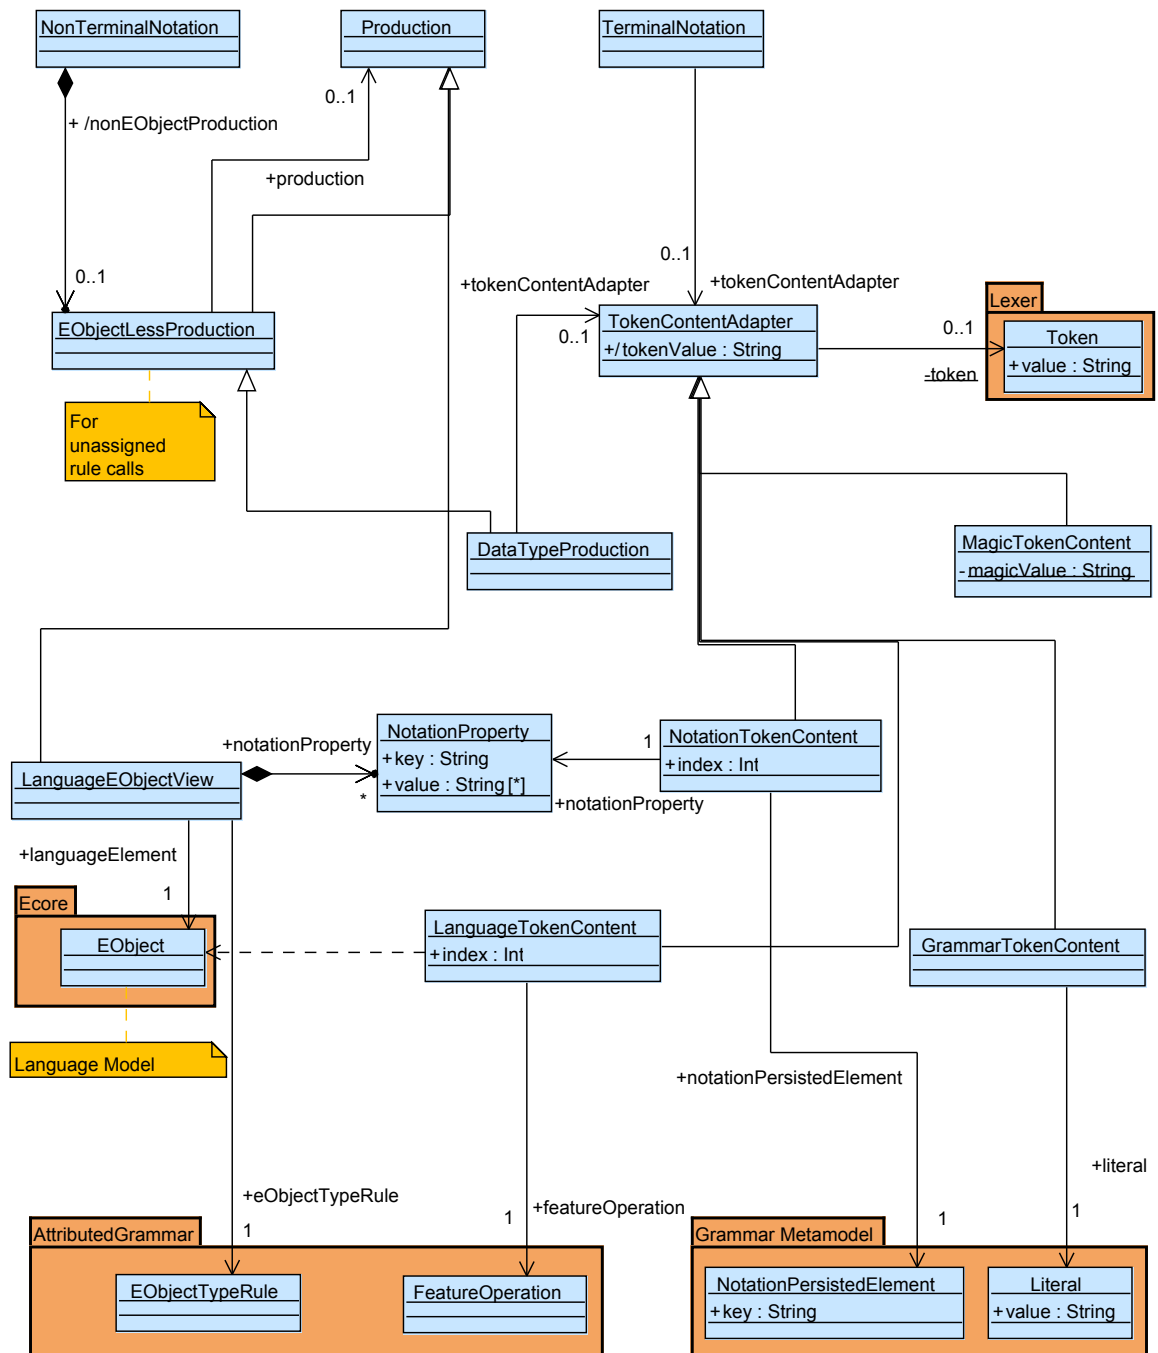 NonTerminalNotation
Production
TerminalNotation
0..1
+ /nonEObjectProduction
+production
0..1
0..1
+tokenContentAdapter
+tokenContentAdapter
Lexer
EObjectLessProduction
TokenContentAdapter
+/tokenValue : String
0..1
0..1
Token
+value : String
-token
For
unassigned
rule calls
DataTypeProduction
MagicTokenContent
-magicValue : String
NotationProperty
+key : String
+value : String[*]
+notationProperty
*
1
NotationTokenContent
+index : Int
+notationProperty
LanguageEObjectView
+languageElement
1
Ecore
EObject
LanguageTokenContent
+index : Int
GrammarTokenContent
Language Model
+notationPersistedElement
+literal
+eObjectTypeRule
1
1
+featureOperation
1
1
AttributedGrammar
Grammar Metamodel
EObjectTypeRule
FeatureOperation
NotationPersistedElement
+key : String
Literal
+value : String